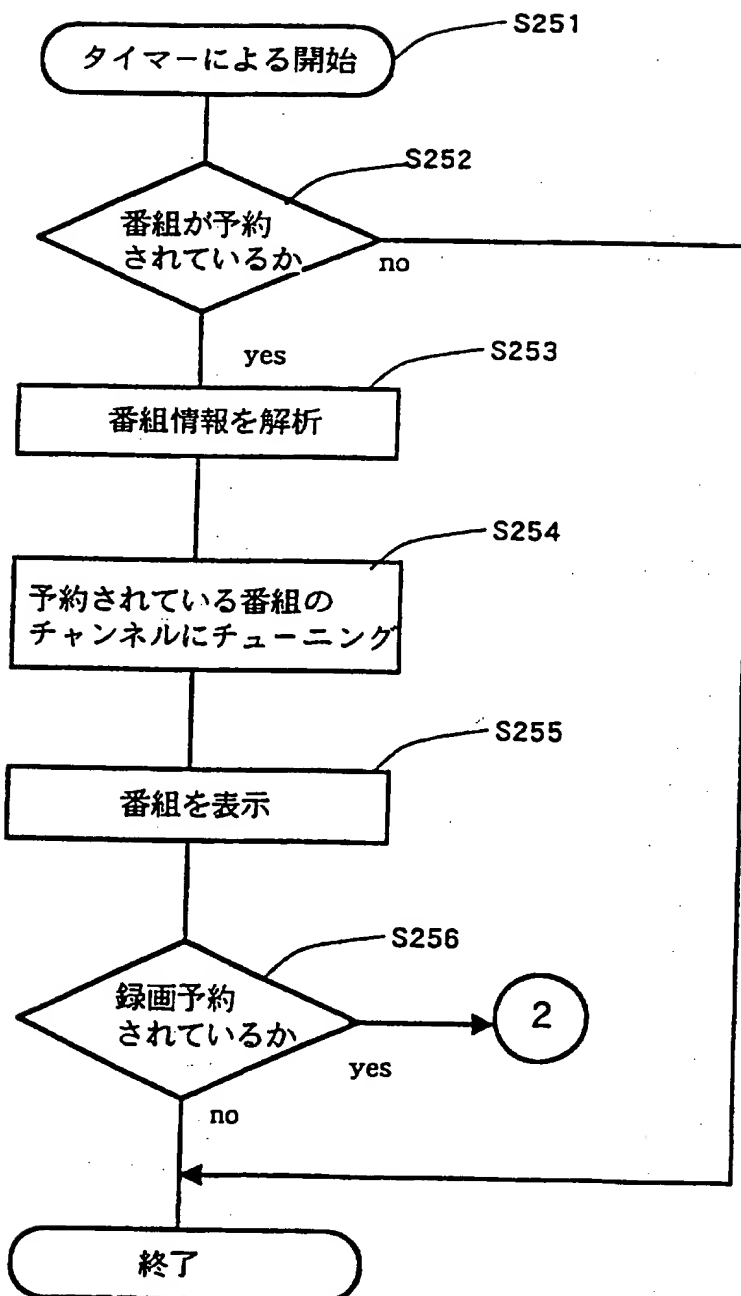 S251
タイマーによる開始
S252
番組が予約
されているか
no
yes
S253
番組情報を解析
S254
予約されている番組の
チャンネルにチューニング
S255
番組を表示
S256
録画予約
されているか
2
yes
no
終了